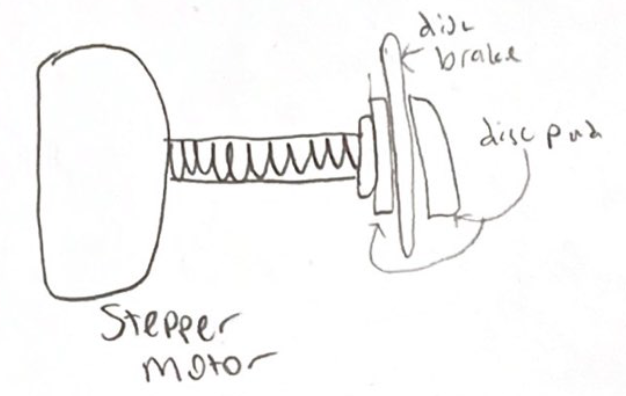 disc
brake
disc pad
Stepper
motor